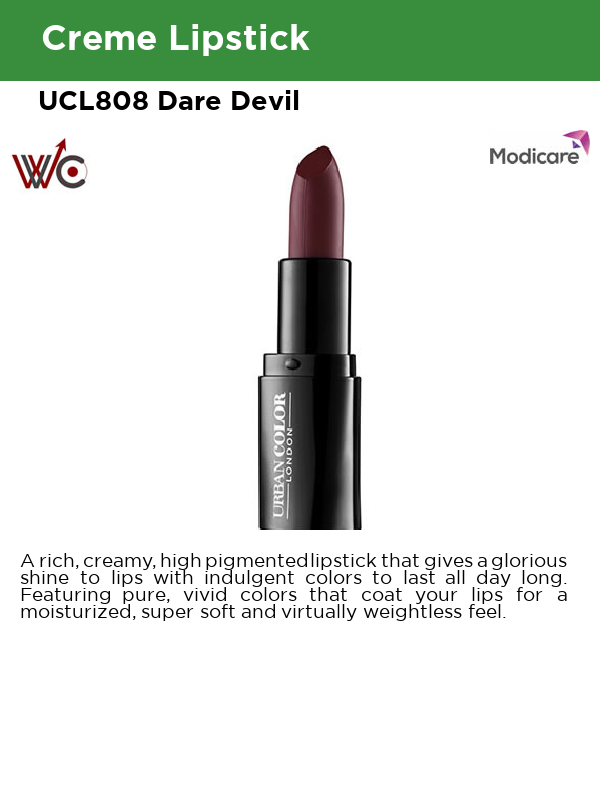 Creme Lipstick
UCL808 Dare Devil
WC
Modicare
URBAN COLOR
LONDON
A rich, creamy, high pigmented lipstick that gives a glorious
shine to lips with indulgent colors to last all day long.
Featuring pure, vivid colors that coat your lips for a
moisturized, super soft and virtually weightless feel.